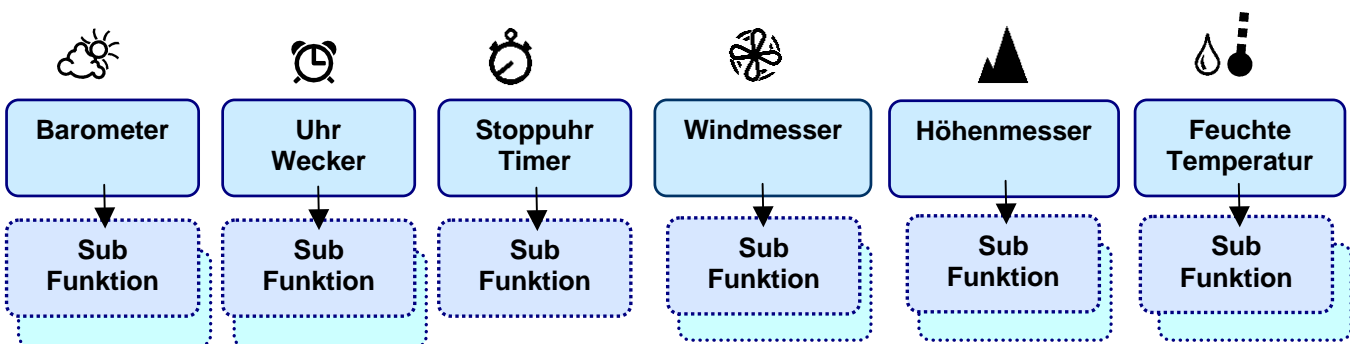 Barometer
Uhr
Wecker
Stoppuhr
Timer
Windmesser
Höhenmesser
Feuchte
Temperatur
Sub
Funktion
Sub
Funktion
Sub
Funktion
Sub
Funktion
Sub
Funktion
Sub
Funktion